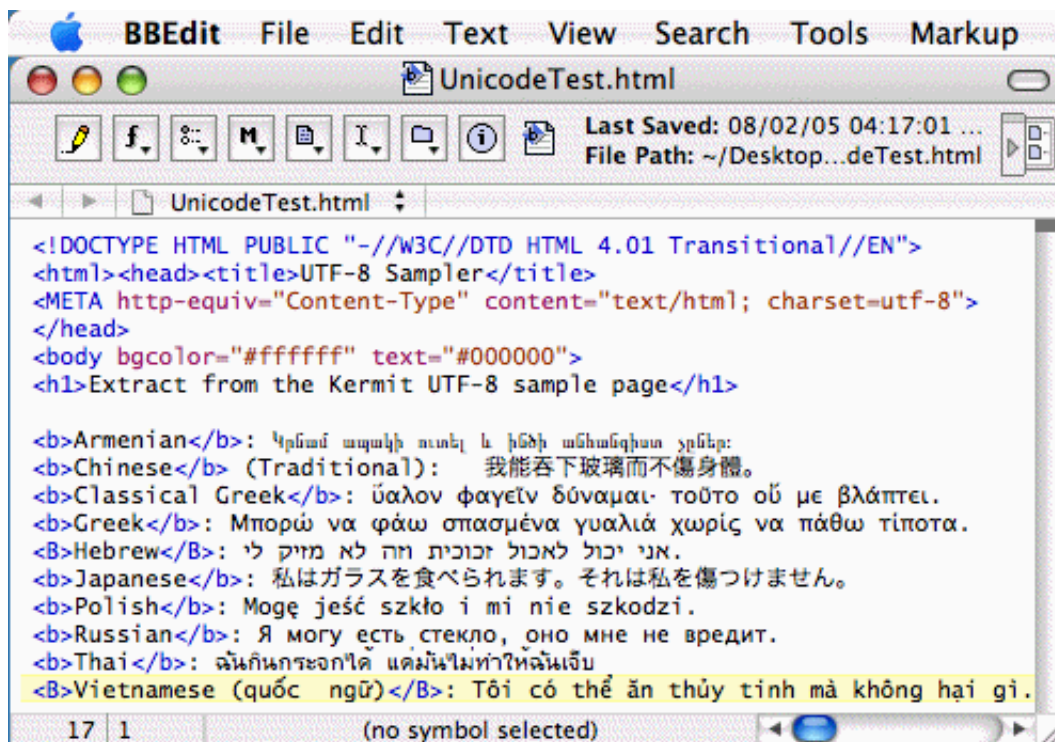 BBEdit File Edit Text View Search Tools Markup
UnicodeTest.html
Last Saved: 08/02/05 04:17:01 ...
File Path: ~/Desktop...deTest.html
UnicodeTest.html
<!DOCTYPE HTML PUBLIC "-//W3C//DTD HTML 4.01 Transitional//EN">
<html><head><title>UTF-8 Sampler</title>
<META http-equiv="Content-Type" content="text/html; charset=utf-8">
</head>
<body bgcolor="#ffffff" text="#000000">
<h1>Extract from the Kermit UTF-8 sample page</h1>
<b>Armenian</b>: Կրնամ ապակի ուտել և ինծի անհանգիստ չըներ։
<b>Chinese</b> (Traditional): 我能吞下玻璃而不傷身體。
<b>Classical Greek</b>: ὕαλον φαγεῖν δύναμαι· τοῦτο οὔ με βλάπτει.
<b>Greek</b>: Μπορώ να φάω σπασμένα γυαλιά χωρίς να πάθω τίποτα.
<B>Hebrew</B>: אני יכול לאכול זכוכית וזה לא מזיק לי.
<b>Japanese</b>: 私はガラスを食べられます。それは私を傷つけません。
<b>Polish</b>: Mogę jeść szkło i mi nie szkodzi.
<b>Russian</b>: Я могу есть стекло, оно мне не вредит.
<b>Thai</b>: ฉันกินกระจกได้ แต่มันไม่ทำให้ฉันเจ็บ
<B>Vietnamese (quốc ngữ)</B>: Tôi có thể ăn thủy tinh mà không hại gì.
17 1 (no symbol selected)